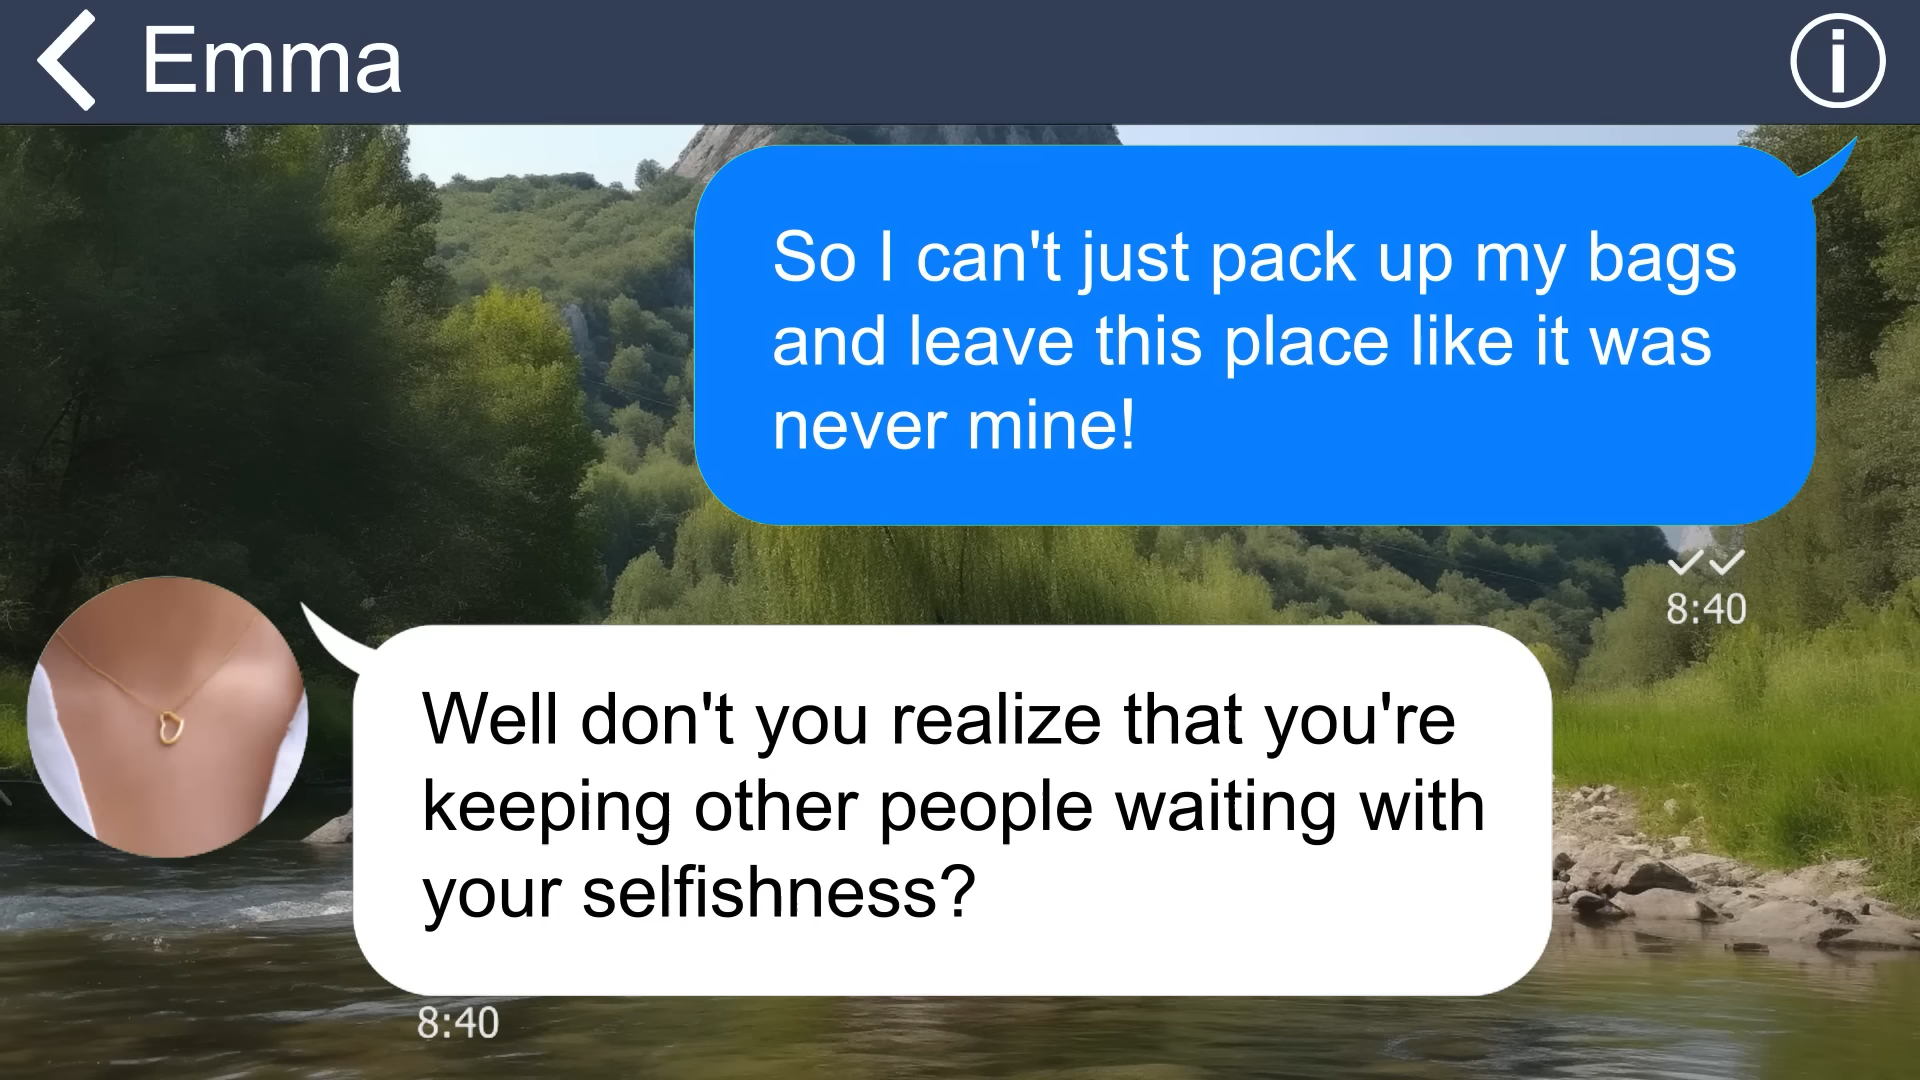 Emma
So I can't just pack up my bags
and leave this place like it was
never mine!
8:40
Well don't you realize that you're
keeping other people waiting with
your selfishness?
8:40